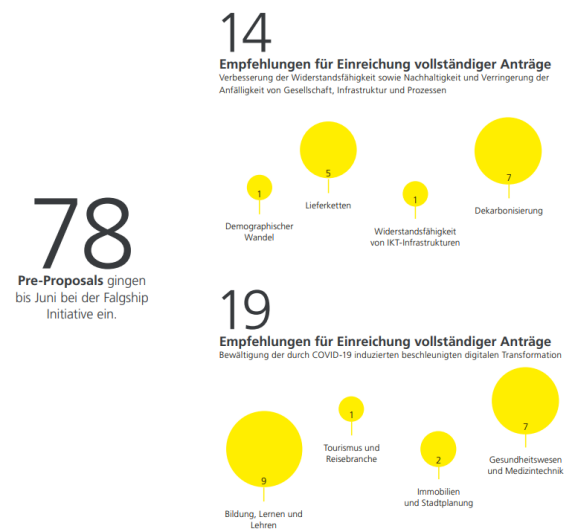 14
Empfehlungen für Einreichung vollständiger Anträge
Verbesserung der Widerstandsfähigkeit sowie Nachhaltigkeit und Verringerung der
Anfälligkeit von Gesellschaft, Infrastruktur und Prozessen
1
Demographischer
Wandel
5
Lieferketten
1
Widerstandsfähigkeit
von IKT-Infrastrukturen
7
Dekarbonisierung
78
Pre-Proposals gingen
bis Juni bei der Falgship
Initiative ein.
19
Empfehlungen für Einreichung vollständiger Anträge
Bewältigung der durch COVID-19 induzierten beschleunigten digitalen Transformation
9
Bildung, Lernen und
Lehren
1
Tourismus und
Reisebranche
2
Immobilien
und Stadtplanung
7
Gesundheitswesen
und Medizintechnik